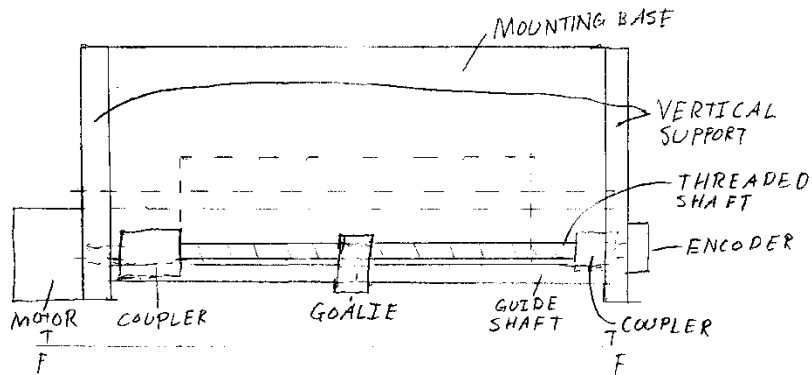 MOUNTING BASE
VERTICAL
SUPPORT
THREADED
SHAFT
ENCODER
MOTOR
COUPLER
GOALIE
GUIDE
SHAFT
COUPLER
T
F
T
F